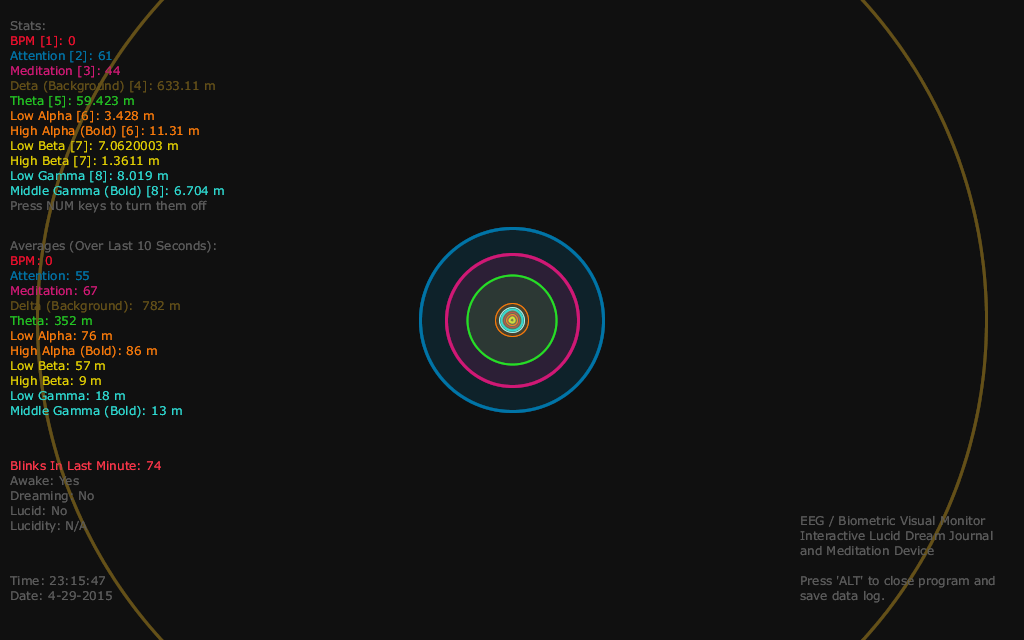 Stats:
BPM [1]: 0
Attention [2]: 61
Meditation [3]: 44
Deta (Background) [4]: 633.11 m
Theta [5]: 59.423 m
Low Alpha [6]: 3.428 m
High Alpha (Bold) [6]: 11.31 m
Low Beta [7]: 7.0620003 m
High Beta [7]: 1.3611 m
Low Gamma [8]: 8.019 m
Middle Gamma (Bold) [8]: 6.704 m
Press NUM keys to turn them off
Averages (Over Last 10 Seconds):
BPM: 0
Attention: 55
Meditation: 67
Delta (Background):  782 m
Theta: 352 m
Low Alpha: 76 m
High Alpha (Bold): 86 m
Low Beta: 57 m
High Beta: 9 m
Low Gamma: 18 m
Middle Gamma (Bold): 13 m
Blinks In Last Minute: 74
Awake: Yes
Dreaming: No
Lucid: No
Lucidity: N/A
Time: 23:15:47
Date: 4-29-2015
EEG / Biometric Visual Monitor
Interactive Lucid Dream Journal
and Meditation Device
Press 'ALT' to close program and
save data log.